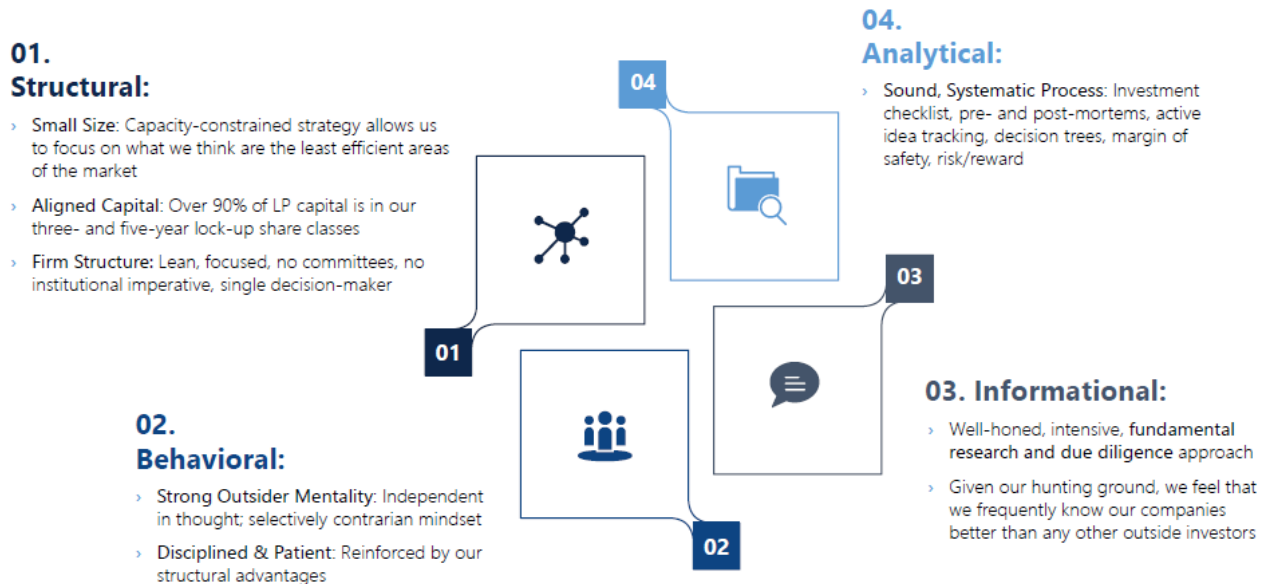 01.
Structural:
› Small Size: Capacity-constrained strategy allows us
to focus on what we think are the least efficient areas
of the market
› Aligned Capital: Over 90% of LP capital is in our
three- and five-year lock-up share classes
› Firm Structure: Lean, focused, no committees, no
institutional imperative, single decision-maker
01
02.
Behavioral:
› Strong Outsider Mentality: Independent
in thought; selectively contrarian mindset
› Disciplined & Patient: Reinforced by our
structural advantages
02
03
03. Informational:
› Well-honed, intensive, fundamental
research and due diligence approach
› Given our hunting ground, we feel that
we frequently know our companies
better than any other outside investors
04
04.
Analytical:
› Sound, Systematic Process: Investment
checklist, pre- and post-mortems, active
idea tracking, decision trees, margin of
safety, risk/reward